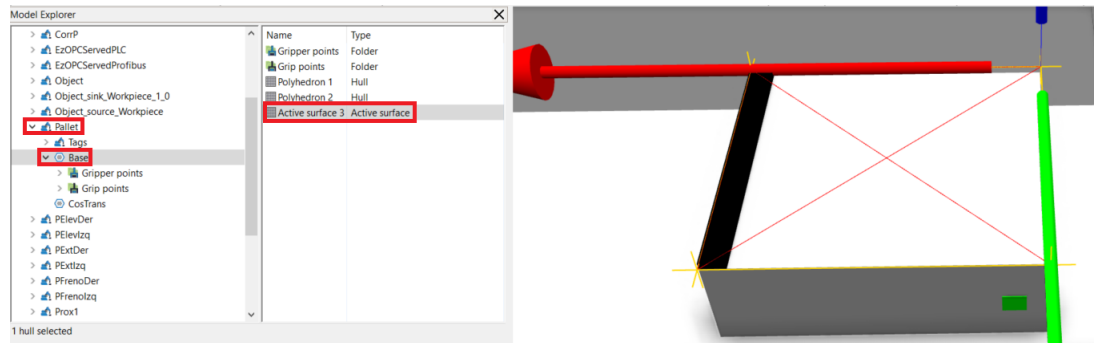 Model Explorer
CorrP
EzOPCServedPLC
EzOPCServedProfibus
Object
Object_sink_Workpiece_1_0
Object_source_Workpiece
Pallet
Tags
Base
Gripper points
Grip points
CosTrans
PElevDer
PElevIzq
PExtDer
PExtIzq
PFrenoDer
PFrenoIzq
Prox1
Name Type
Gripper points Folder
Grip points Folder
Polyhedron 1 Hull
Polyhedron 2 Hull
Active surface 3 Active surface
1 hull selected